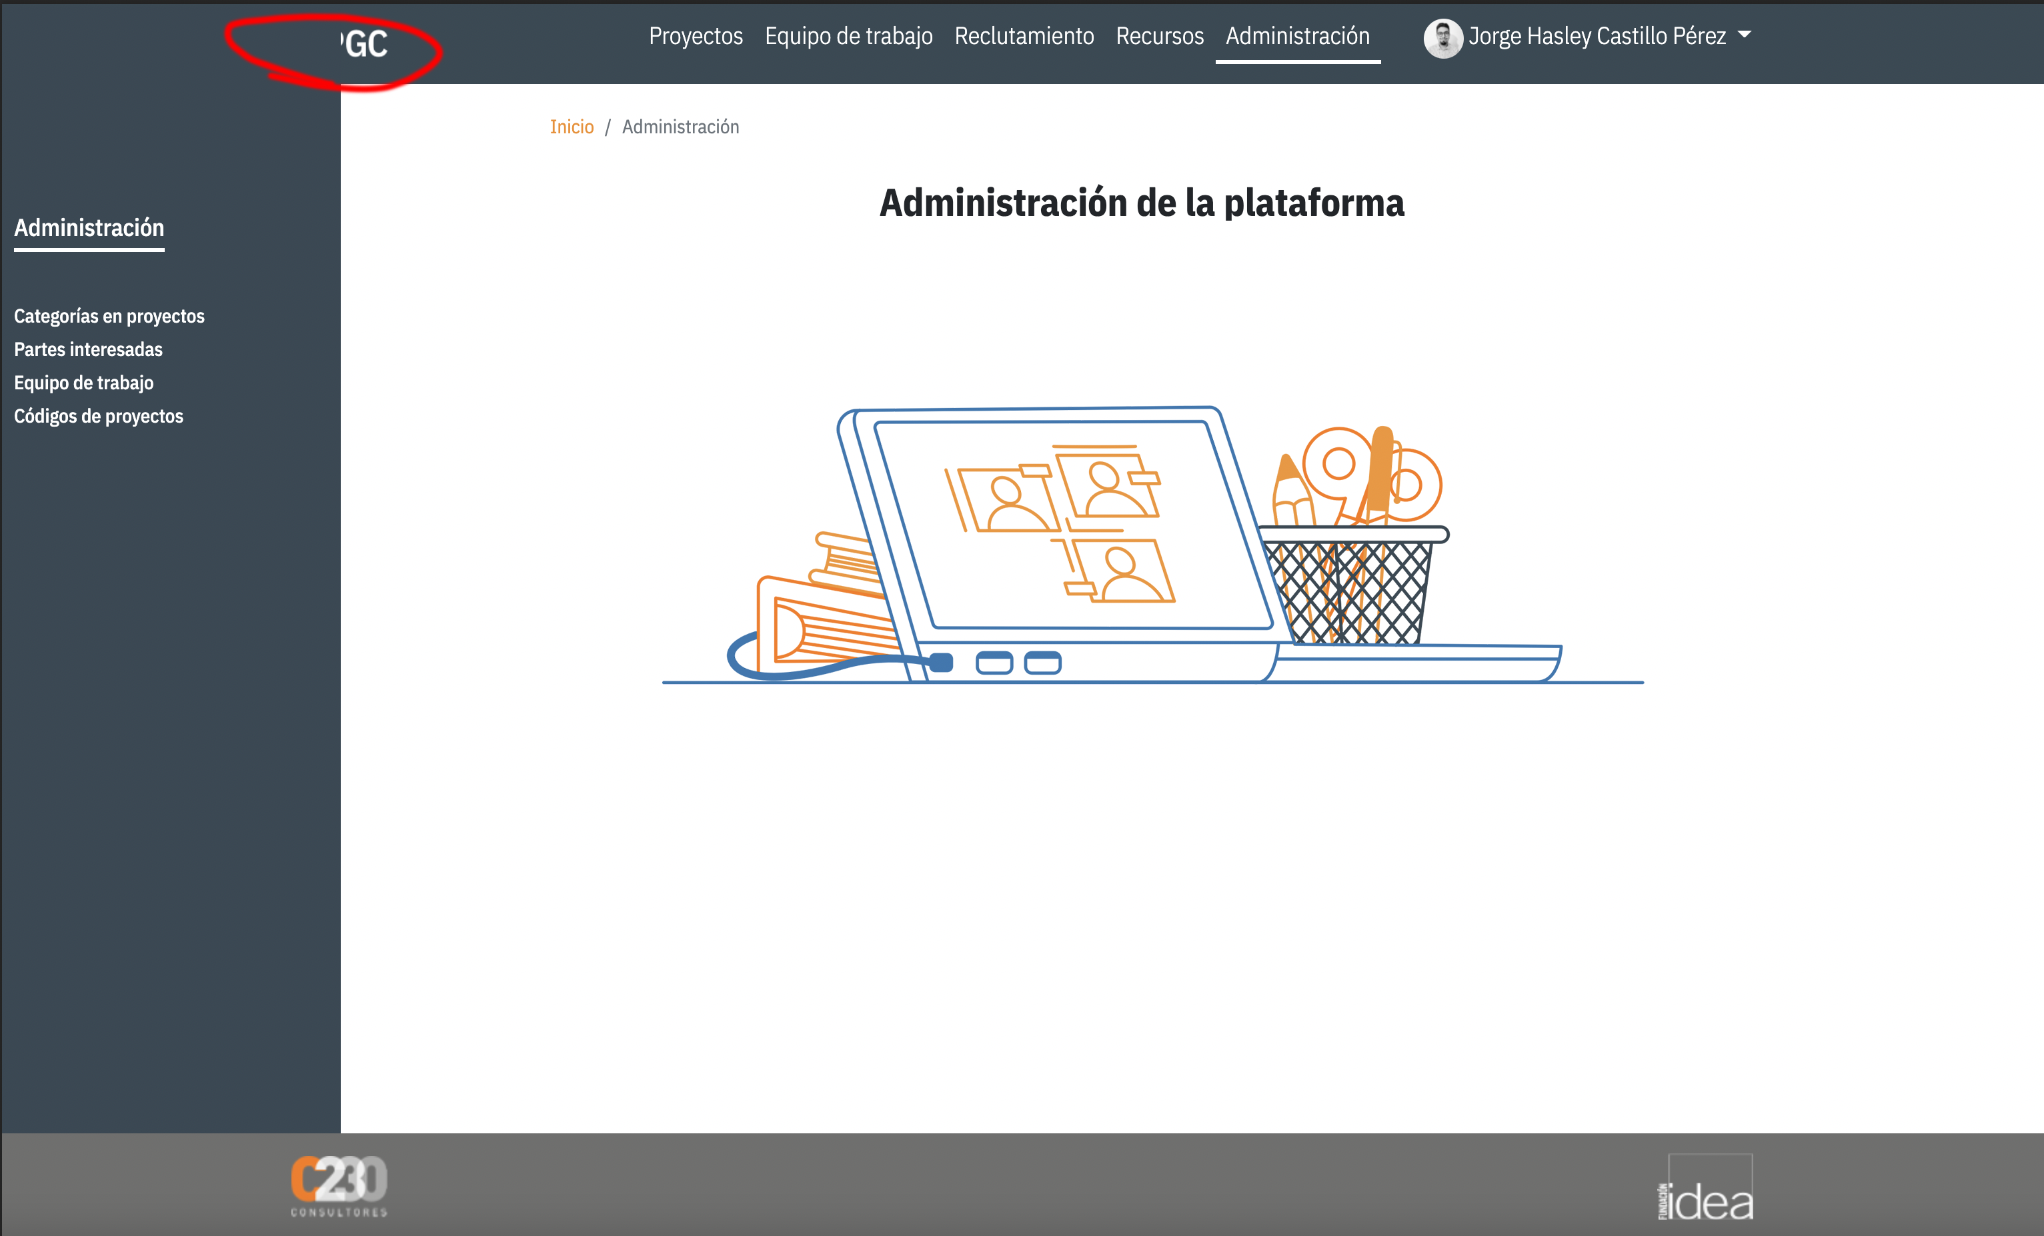 GC
Proyectos Equipo de trabajo Reclutamiento Recursos Administración Jorge Hasley Castillo Pérez
Inicio / Administración
Administración de la plataforma
Administración
Categorías en proyectos
Partes interesadas
Equipo de trabajo
Códigos de proyectos
C230
CONSULTORES
FUNDACIÓN
idea